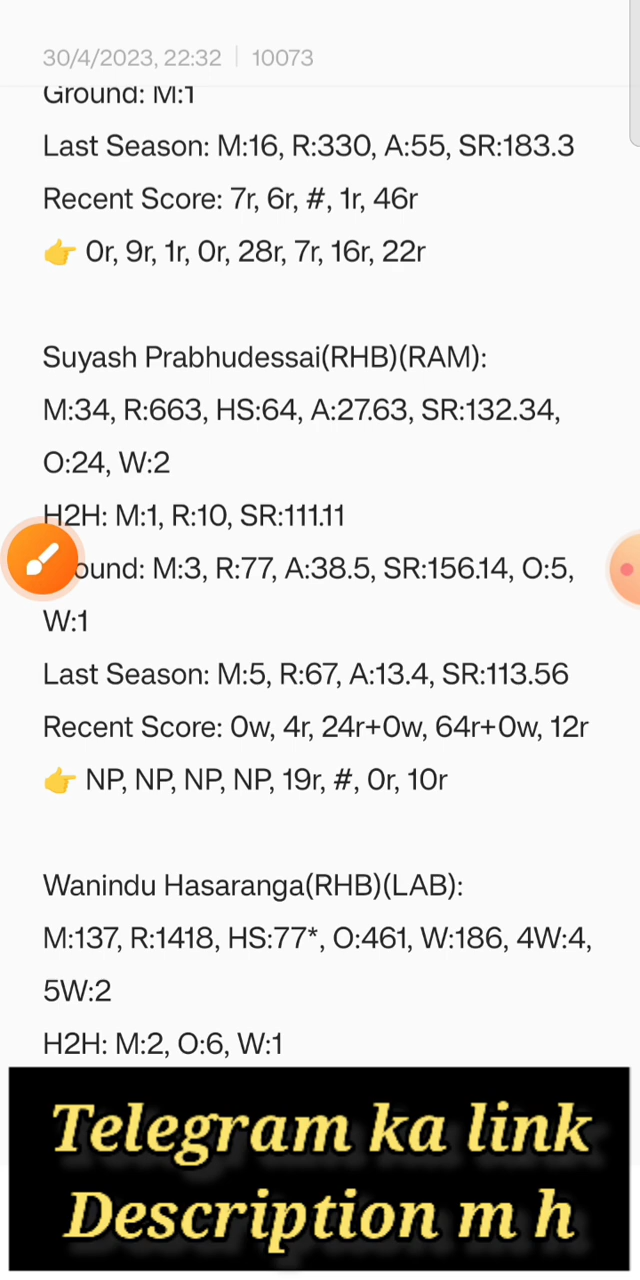 30/4/2023, 22:32 | 10073
Ground: M:1
Last Season: M:16, R:330, A:55, SR:183.3
Recent Score: 7r, 6r, #, 1r, 46r
👉 0r, 9r, 1r, 0r, 28r, 7r, 16r, 22r
Suyash Prabhudessai(RHB)(RAM):
M:34, R:663, HS:64, A:27.63, SR:132.34,
O:24, W:2
H2H: M:1, R:10, SR:111.11
ound: M:3, R:77, A:38.5, SR:156.14, O:5,
W:1
Last Season: M:5, R:67, A:13.4, SR:113.56
Recent Score: 0w, 4r, 24r+0w, 64r+0w, 12r
👉 NP, NP, NP, NP, 19r, #, 0r, 10r
Wanindu Hasaranga(RHB)(LAB):
M:137, R:1418, HS:77*, O:461, W:186, 4W:4,
5W:2
H2H: M:2, O:6, W:1
Telegram ka link
Description m h